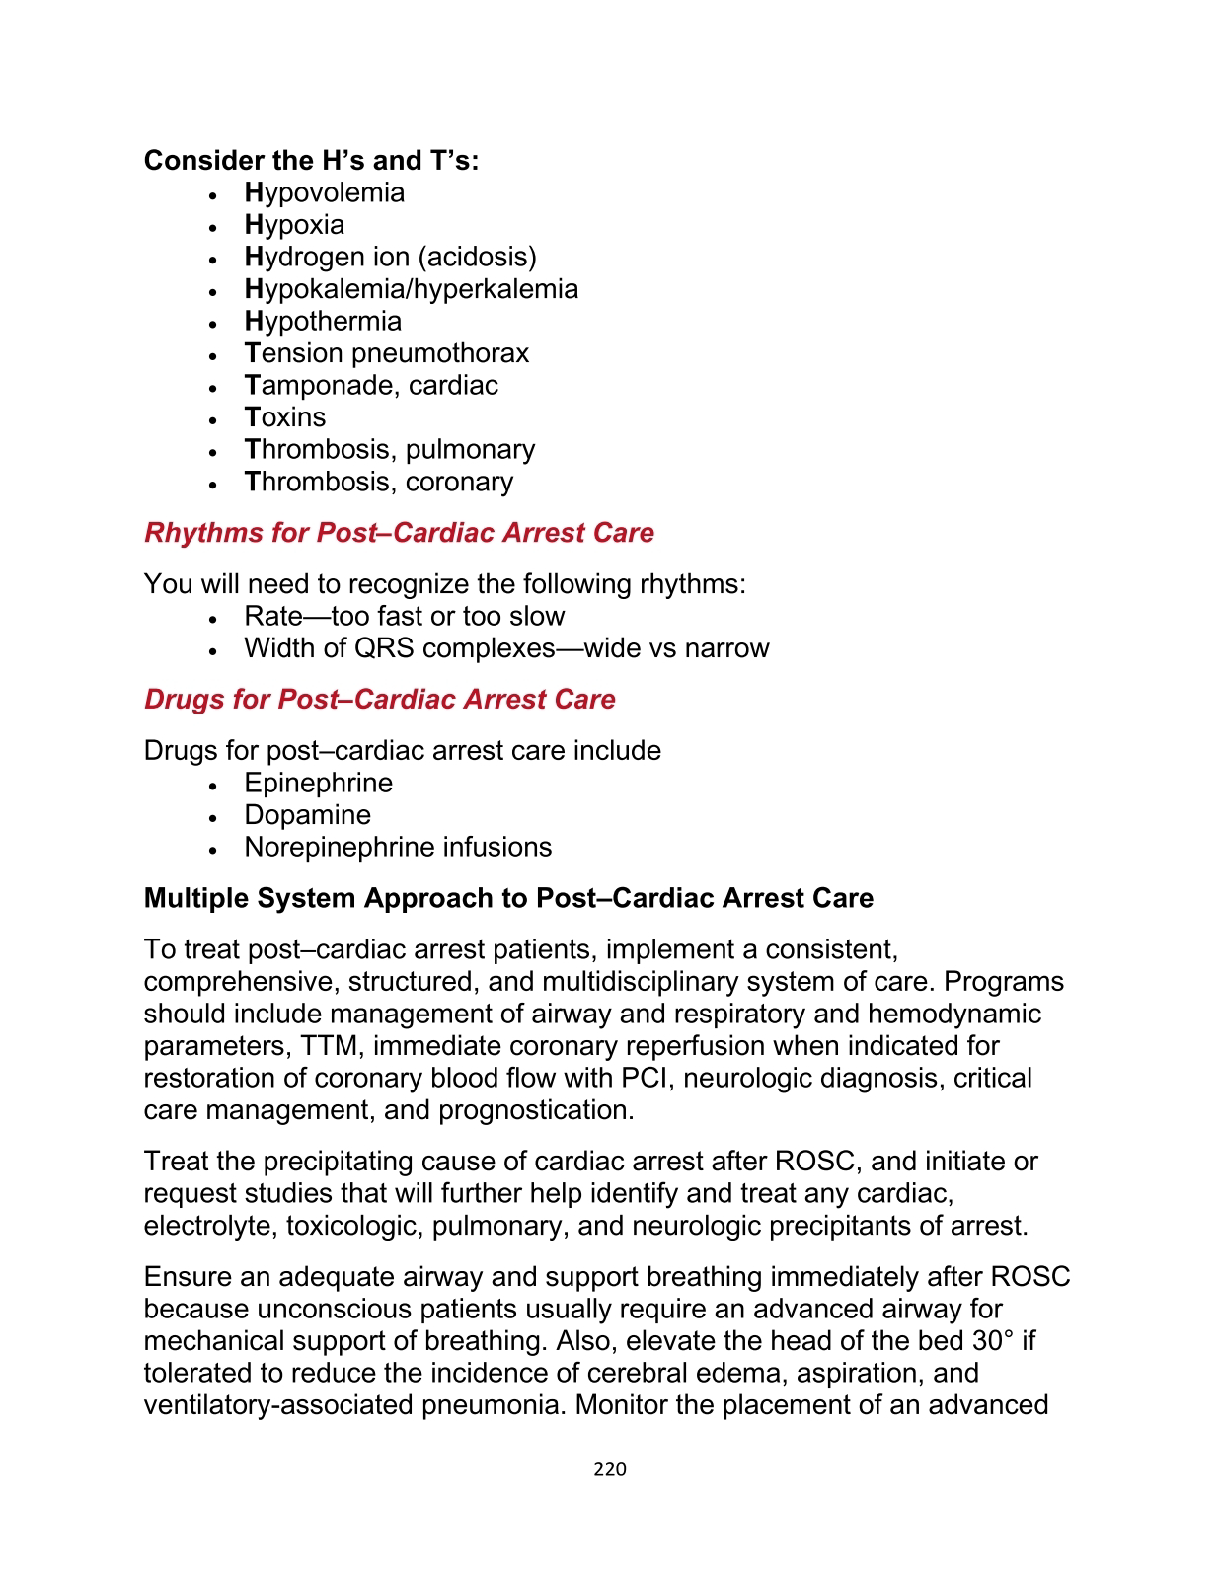 Consider the H’s and T’s:
• Hypovolemia
• Hypoxia
• Hydrogen ion (acidosis)
• Hypokalemia/hyperkalemia
• Hypothermia
• Tension pneumothorax
• Tamponade, cardiac
• Toxins
• Thrombosis, pulmonary
• Thrombosis, coronary
Rhythms for Post–Cardiac Arrest Care
You will need to recognize the following rhythms:
• Rate—too fast or too slow
• Width of QRS complexes—wide vs narrow
Drugs for Post–Cardiac Arrest Care
Drugs for post–cardiac arrest care include
• Epinephrine
• Dopamine
• Norepinephrine infusions
Multiple System Approach to Post–Cardiac Arrest Care
To treat post–cardiac arrest patients, implement a consistent,
comprehensive, structured, and multidisciplinary system of care. Programs
should include management of airway and respiratory and hemodynamic
parameters, TTM, immediate coronary reperfusion when indicated for
restoration of coronary blood flow with PCI, neurologic diagnosis, critical
care management, and prognostication.
Treat the precipitating cause of cardiac arrest after ROSC, and initiate or
request studies that will further help identify and treat any cardiac,
electrolyte, toxicologic, pulmonary, and neurologic precipitants of arrest.
Ensure an adequate airway and support breathing immediately after ROSC
because unconscious patients usually require an advanced airway for
mechanical support of breathing. Also, elevate the head of the bed 30° if
tolerated to reduce the incidence of cerebral edema, aspiration, and
ventilatory-associated pneumonia. Monitor the placement of an advanced
220